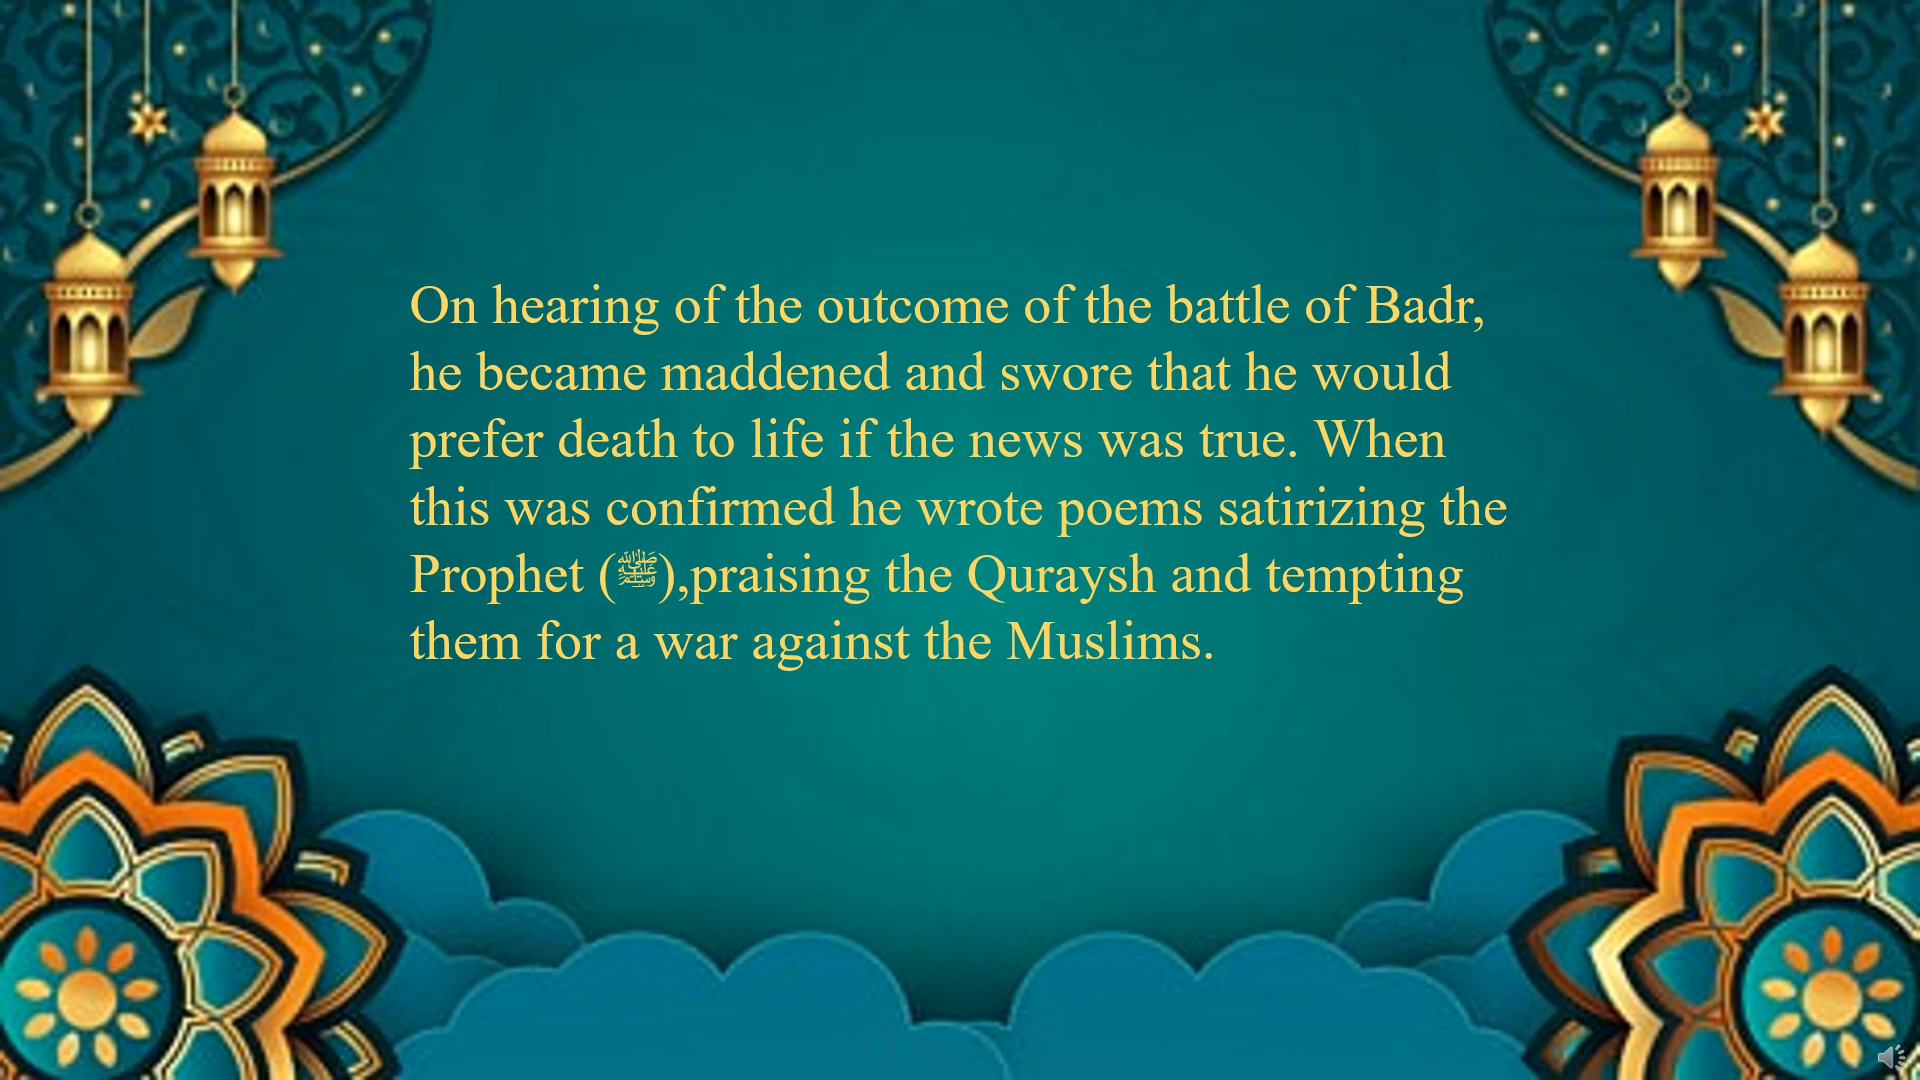 On hearing of the outcome of the battle of Badr,
he became maddened and swore that he would
prefer death to life if the news was true. When
this was confirmed he wrote poems satirizing the
Prophet (ﷺ),praising the Quraysh and tempting
them for a war against the Muslims.